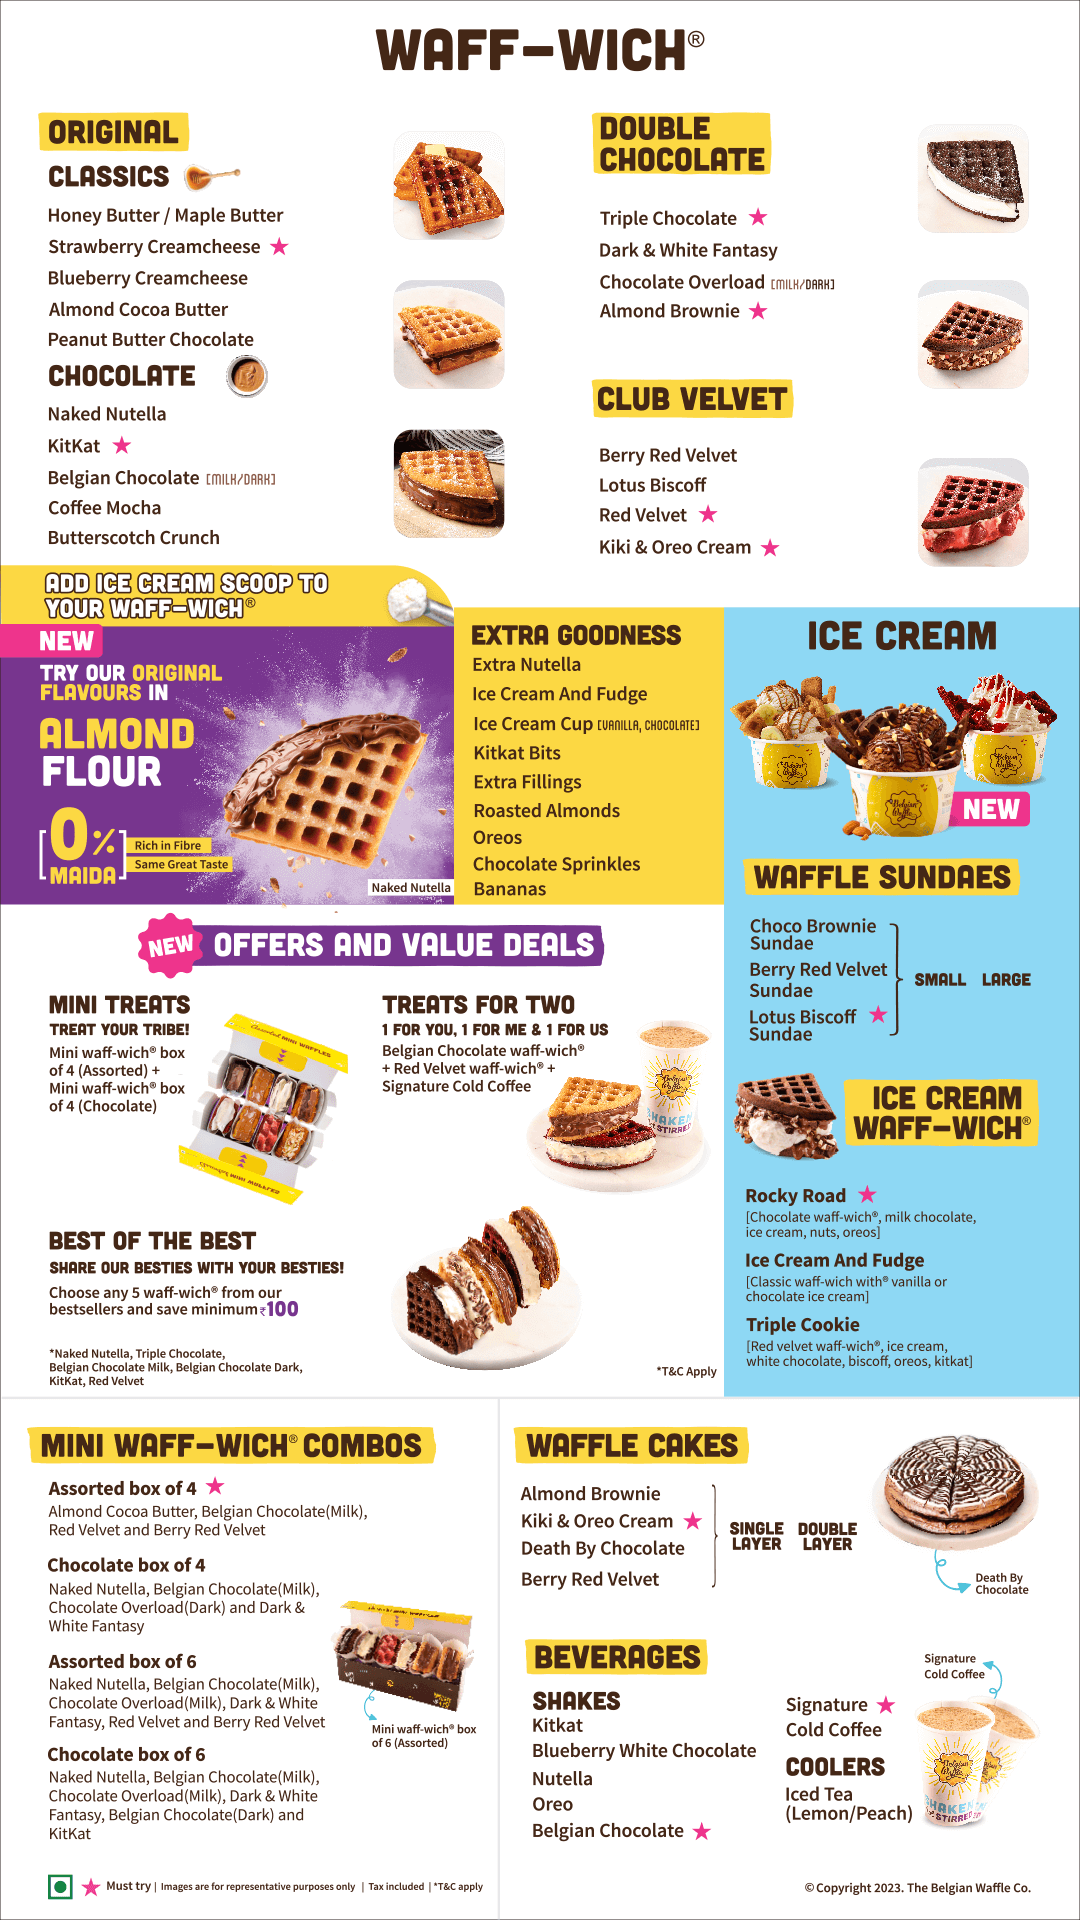 WAFF-WICH®
ORIGINAL
CLASSICS
Honey Butter / Maple Butter
Strawberry Creamcheese
Blueberry Creamcheese
Almond Cocoa Butter
Peanut Butter Chocolate
CHOCOLATE
Naked Nutella
KitKat
Belgian Chocolate [MILK/DARK]
Coffee Mocha
Butterscotch Crunch
DOUBLE
CHOCOLATE
Triple Chocolate
Dark & White Fantasy
Chocolate Overload [MILK/DARK]
Almond Brownie
CLUB VELVET
Berry Red Velvet
Lotus Biscoff
Red Velvet
Kiki & Oreo Cream
ADD ICE CREAM SCOOP TO
YOUR WAFF-WICH®
NEW
TRY OUR ORIGINAL
FLAVOURS IN
ALMOND
FLOUR
[0%]
MAIDA
Rich in Fibre
Same Great Taste
Naked Nutella
EXTRA GOODNESS
Extra Nutella
Ice Cream And Fudge
Ice Cream Cup [VANILLA, CHOCOLATE]
Kitkat Bits
Extra Fillings
Roasted Almonds
Oreos
Chocolate Sprinkles
Bananas
ICE CREAM
Belgian Waffle
Belgian Waffle
Belgian Waffle
NEW
WAFFLE SUNDAES
Choco Brownie
Sundae
Berry Red Velvet
Sundae
Lotus Biscoff
Sundae
SMALL LARGE
ICE CREAM
WAFF-WICH®
Rocky Road
[Chocolate waff-wich®, milk chocolate,
ice cream, nuts, oreos]
Ice Cream And Fudge
[Classic waff-wich with® vanilla or
chocolate ice cream]
Triple Cookie
[Red velvet waff-wich®, ice cream,
white chocolate, biscoff, oreos, kitkat]
NEW OFFERS AND VALUE DEALS
MINI TREATS
TREAT YOUR TRIBE!
Mini waff-wich® box
of 4 (Assorted) +
Mini waff-wich® box
of 4 (Chocolate)
MINI WAFFLES
MINI WAFFLES
TREATS FOR TWO
1 FOR YOU, 1 FOR ME & 1 FOR US
Belgian Chocolate waff-wich®
+ Red Velvet waff-wich® +
Signature Cold Coffee
Belgian Waffle
SHAKEN
STIRRED
BEST OF THE BEST
SHARE OUR BESTIES WITH YOUR BESTIES!
Choose any 5 waff-wich® from our
bestsellers and save minimum ₹100
*Naked Nutella, Triple Chocolate,
Belgian Chocolate Milk, Belgian Chocolate Dark,
KitKat, Red Velvet
*T&C Apply
MINI WAFF-WICH® COMBOS
Assorted box of 4
Almond Cocoa Butter, Belgian Chocolate(Milk),
Red Velvet and Berry Red Velvet
Chocolate box of 4
Naked Nutella, Belgian Chocolate(Milk),
Chocolate Overload(Dark) and Dark &
White Fantasy
Assorted box of 6
Naked Nutella, Belgian Chocolate(Milk),
Chocolate Overload(Milk), Dark & White
Fantasy, Red Velvet and Berry Red Velvet
Chocolate box of 6
Naked Nutella, Belgian Chocolate(Milk),
Chocolate Overload(Milk), Dark & White
Fantasy, Belgian Chocolate(Dark) and
KitKat
Mini waff-wich® box
of 6 (Assorted)
WAFFLE CAKES
Almond Brownie
Kiki & Oreo Cream
Death By Chocolate
Berry Red Velvet
SINGLE LAYER
DOUBLE LAYER
Death By
Chocolate
BEVERAGES
SHAKES
Kitkat
Blueberry White Chocolate
Nutella
Oreo
Belgian Chocolate
Signature
Cold Coffee
COOLERS
Iced Tea
(Lemon/Peach)
Signature
Cold Coffee
Belgian Waffle
SHAKEN
STIRRED
Must try | Images are for representative purposes only | Tax included | *T&C apply
© Copyright 2023. The Belgian Waffle Co.